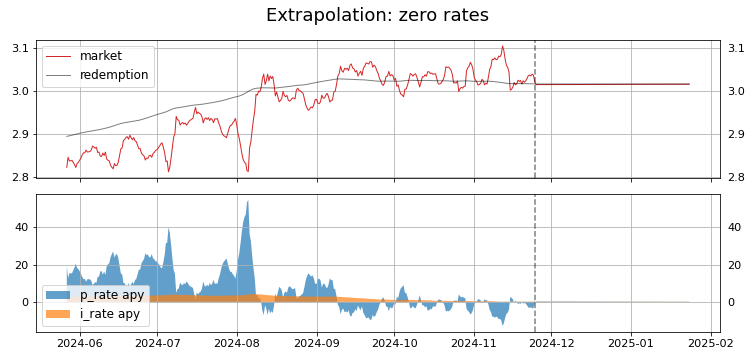 Extrapolation: zero rates
3.1 3.1
market
redemption
3.0 3.0
2.9 2.9
2.8 2.8
40 40
20 20
p_rate apy
0 0
i_rate apy
2024-06 2024-07 2024-08 2024-09 2024-10 2024-11 2024-12 2025-01 2025-02